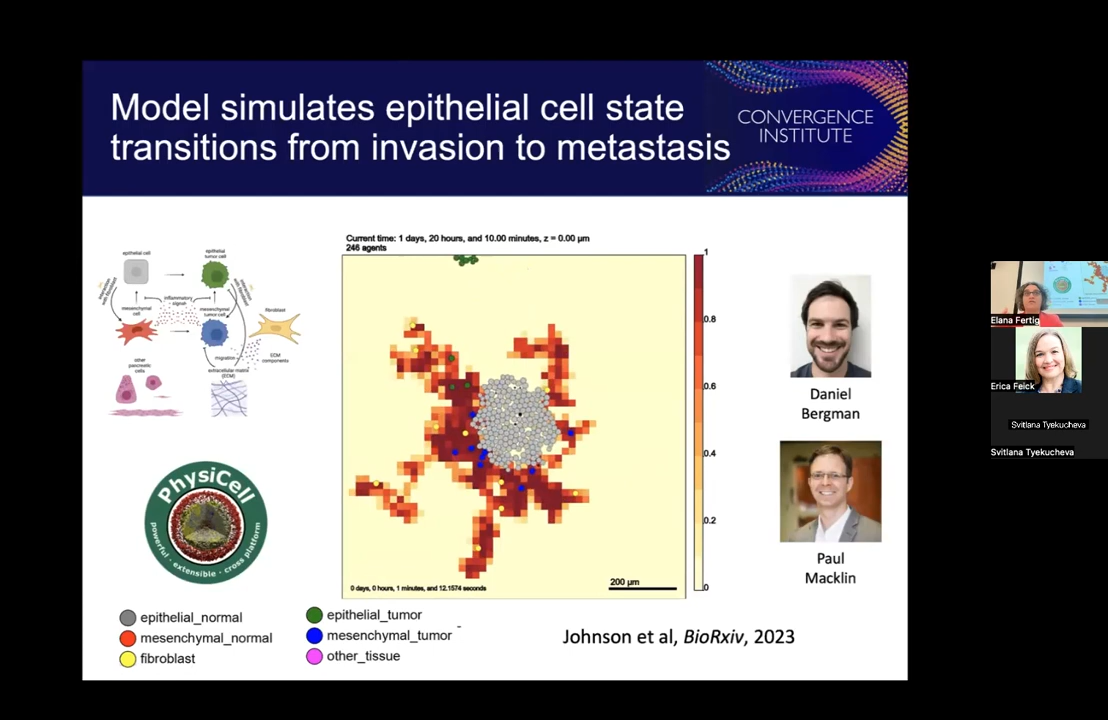 Model simulates epithelial cell state
transitions from invasion to metastasis
CONVERGENCE
INSTITUTE
epithelial cell
epithelial
tumor cell
inflammatory
signal
mesenchymal
cell
mesenchymal
tumor cell
fibroblast
other
pancreatic
cells
migration
extracellular matrix
(ECM)
ECM
components
PhysiCell
powerful · extensible · cross platform
Current time: 1 days, 20 hours, and 10.00 minutes, z = 0.00 μm
246 agents
1
0.8
0.6
0.4
0.2
0
0 days, 0 hours, 1 minutes, and 12.1574 seconds
200 μm
Daniel
Bergman
Paul
Macklin
epithelial_normal
mesenchymal_normal
fibroblast
epithelial_tumor
mesenchymal_tumor
other_tissue
Johnson et al, BioRxiv, 2023
Elana Fertig
Erica Feick
Svitlana Tyekucheva
Svitlana Tyekucheva